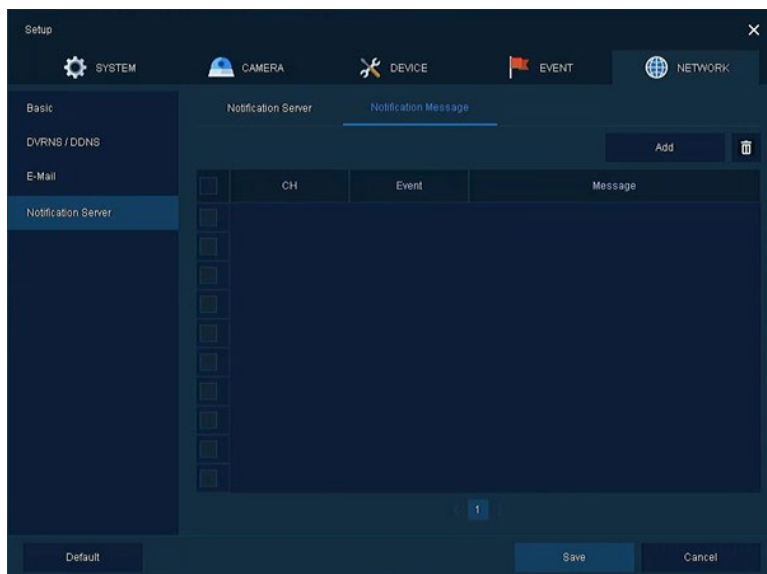 Setup
SYSTEM CAMERA DEVICE EVENT NETWORK
Basic
DVRNS / DDNS
E-Mail
Notification Server
Notification Server Notification Message
Add
CH Event Message
1
Default Save Cancel